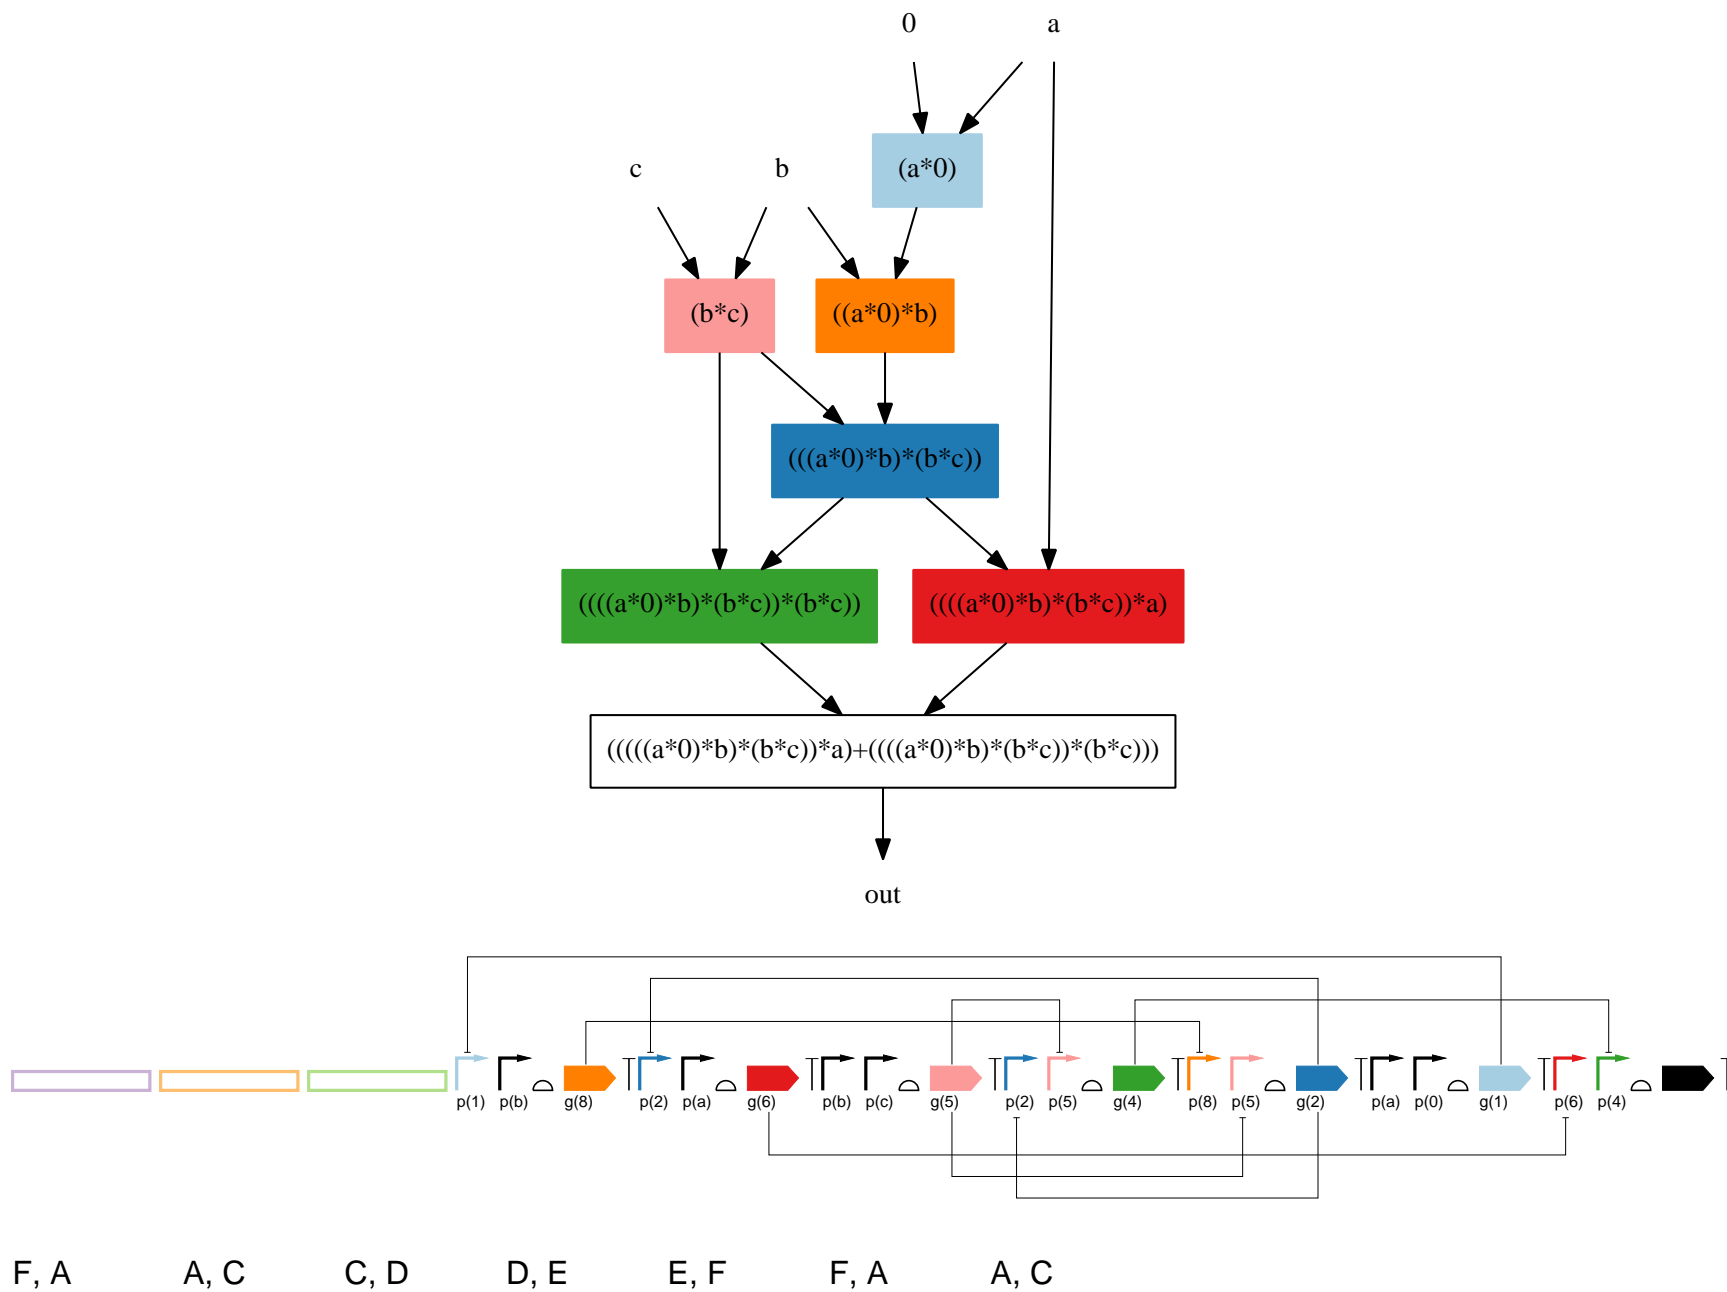 0 a
c b (a*0)
(b*c) ((a*0)*b)
(((a*0)*b)*(b*c))
((((a*0)*b)*(b*c))*(b*c)) ((((a*0)*b)*(b*c))*a)
(((((a*0)*b)*(b*c))*a)+((((a*0)*b)*(b*c))*(b*c)))
out
p(1) p(b) g(8) p(2) p(a) g(6) p(b) p(c) g(5) p(2) p(5) g(4) p(8) p(5) g(2) p(a) p(0) g(1) p(6) p(4)
F, A A, C C, D D, E E, F F, A A, C